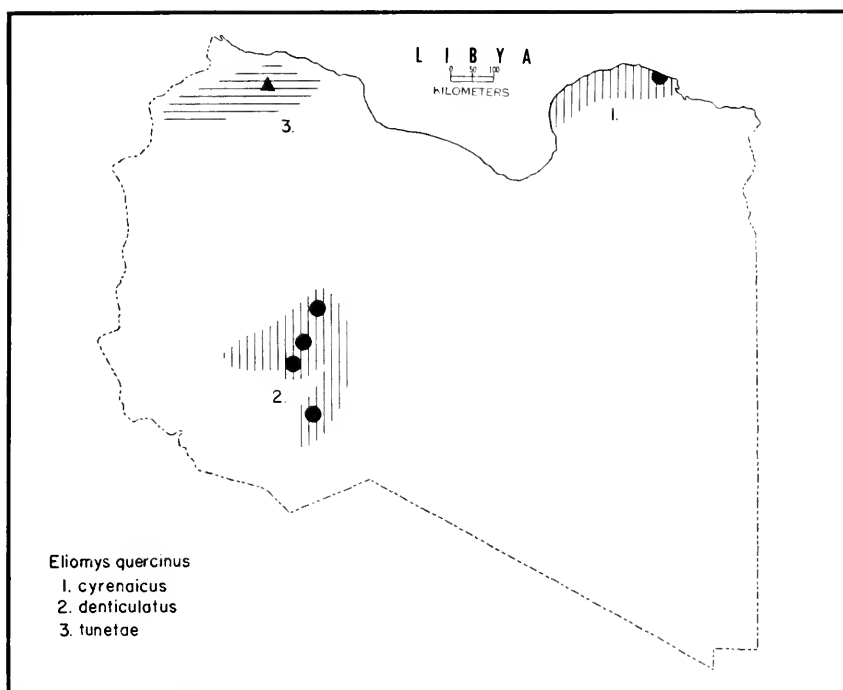 L I B Y A
0 50 100
KILOMETERS
1.
3.
2.
Eliomys quercinus
1. cyrenaicus
2. denticulatus
3. tunetae